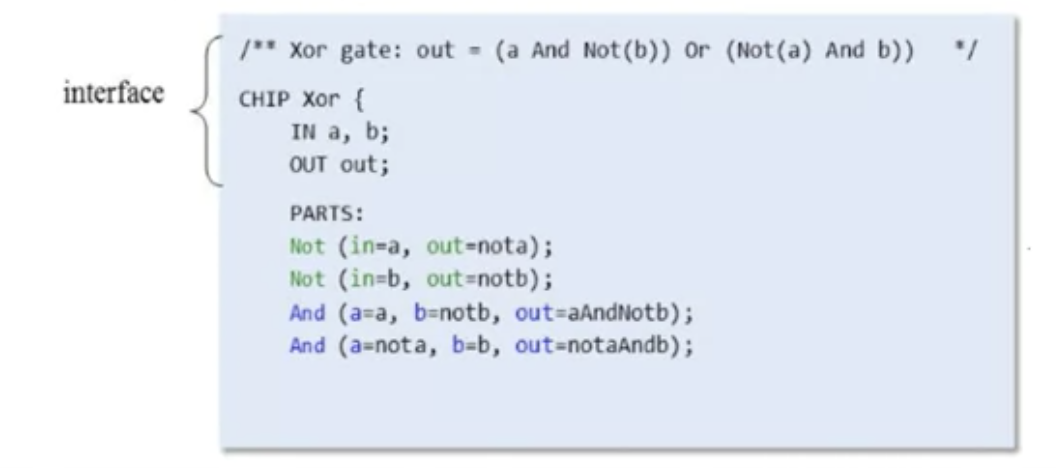 interface
/** Xor gate: out = (a And Not(b)) Or (Not(a) And b))   */
CHIP Xor {
    IN a, b;
    OUT out;
    PARTS:
    Not (in=a, out=nota);
    Not (in=b, out=notb);
    And (a=a, b=notb, out=aAndNotb);
    And (a=nota, b=b, out=notaAndb);